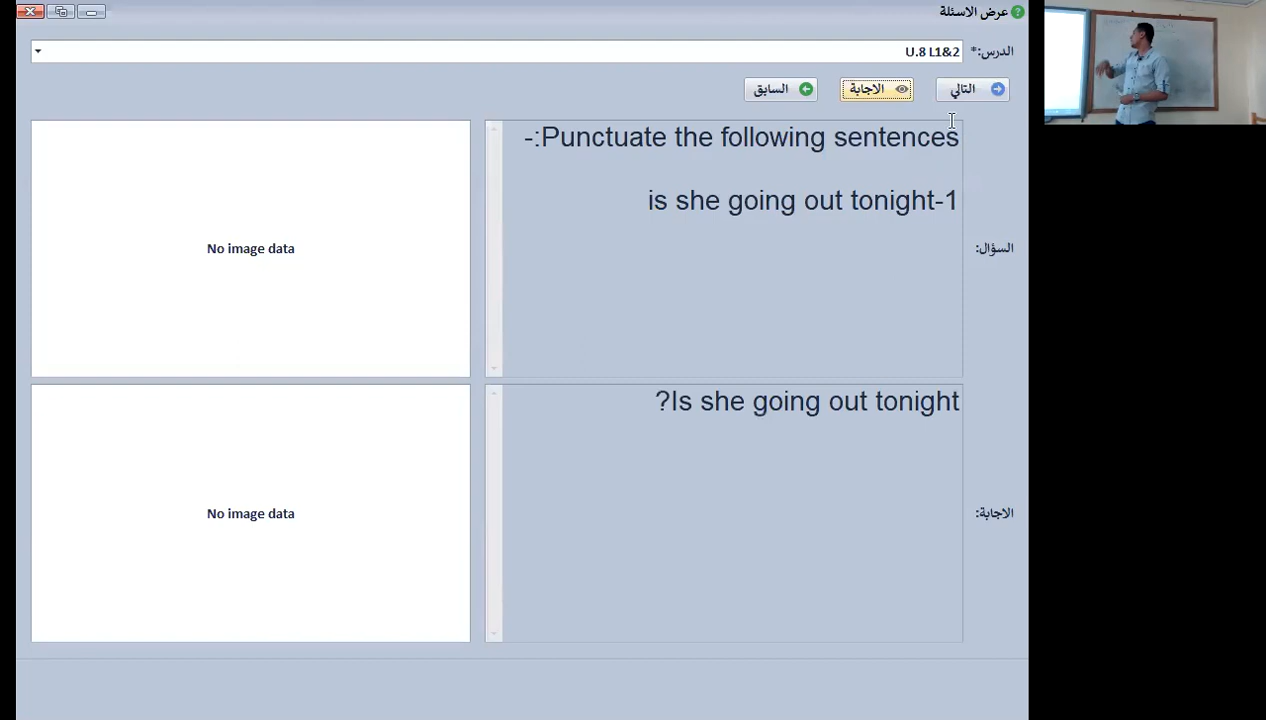 عرض الاسئلة
الدرس:*
U.8 L1&2
التالي
الاجابة
السابق
Punctuate the following sentences:-
1-is she going out tonight
السؤال:
No image data
Is she going out tonight?
الاجابة:
No image data